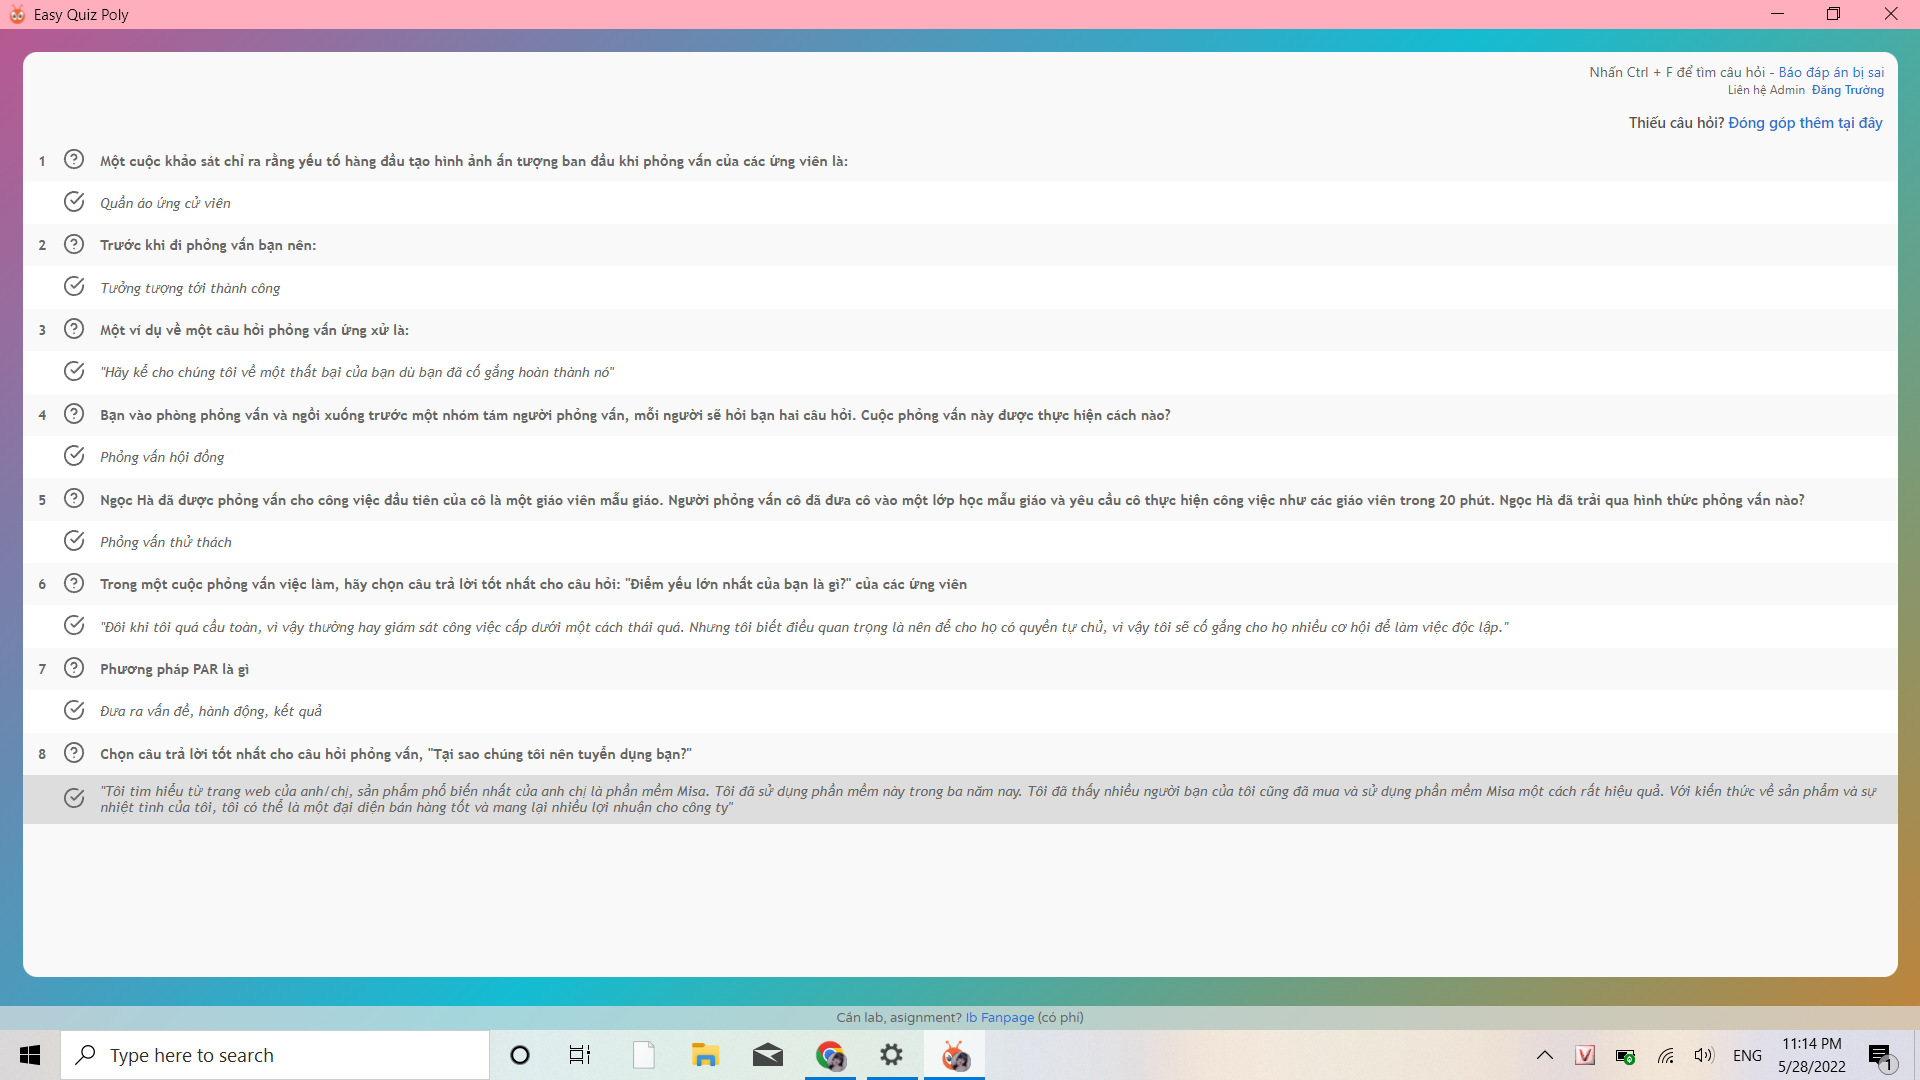 Easy Quiz Poly
Nhấn Ctrl + F để tìm câu hỏi - Báo đáp án bị sai
Liên hệ Admin Đăng Trường
Thiếu câu hỏi? Đóng góp thêm tại đây
1 Một cuộc khảo sát chỉ ra rằng yếu tố hàng đầu tạo hình ảnh ấn tượng ban đầu khi phỏng vấn của các ứng viên là:
Quần áo ứng cử viên
2 Trước khi đi phỏng vấn bạn nên:
Tưởng tượng tới thành công
3 Một ví dụ về một câu hỏi phỏng vấn ứng xử là:
"Hãy kể cho chúng tôi về một thất bại của bạn dù bạn đã cố gắng hoàn thành nó"
4 Bạn vào phòng phỏng vấn và ngồi xuống trước một nhóm tám người phỏng vấn, mỗi người sẽ hỏi bạn hai câu hỏi. Cuộc phỏng vấn này được thực hiện cách nào?
Phỏng vấn hội đồng
5 Ngọc Hà đã được phỏng vấn cho công việc đầu tiên của cô là một giáo viên mẫu giáo. Người phỏng vấn cô đã đưa cô vào một lớp học mẫu giáo và yêu cầu cô thực hiện công việc như các giáo viên trong 20 phút. Ngọc Hà đã trải qua hình thức phỏng vấn nào?
Phỏng vấn thử thách
6 Trong một cuộc phỏng vấn việc làm, hãy chọn câu trả lời tốt nhất cho câu hỏi: "Điểm yếu lớn nhất của bạn là gì?" của các ứng viên
"Đôi khi tôi quá cầu toàn, vì vậy thường hay giám sát công việc cấp dưới một cách thái quá. Nhưng tôi biết điều quan trọng là nên để cho họ có quyền tự chủ, vì vậy tôi sẽ cố gắng cho họ nhiều cơ hội để làm việc độc lập."
7 Phương pháp PAR là gì
Đưa ra vấn đề, hành động, kết quả
8 Chọn câu trả lời tốt nhất cho câu hỏi phỏng vấn, "Tại sao chúng tôi nên tuyển dụng bạn?"
"Tôi tìm hiểu từ trang web của anh/chị, sản phẩm phổ biến nhất của anh chị là phần mềm Misa. Tôi đã sử dụng phần mềm này trong ba năm nay. Tôi đã thấy nhiều người bạn của tôi cũng đã mua và sử dụng phần mềm Misa một cách rất hiệu quả. Với kiến thức về sản phẩm và sự
nhiệt tình của tôi, tôi có thể là một đại diện bán hàng tốt và mang lại nhiều lợi nhuận cho công ty"
Cần lab, asignment? Ib Fanpage (có phí)
Type here to search
ENG
11:14 PM
5/28/2022
1